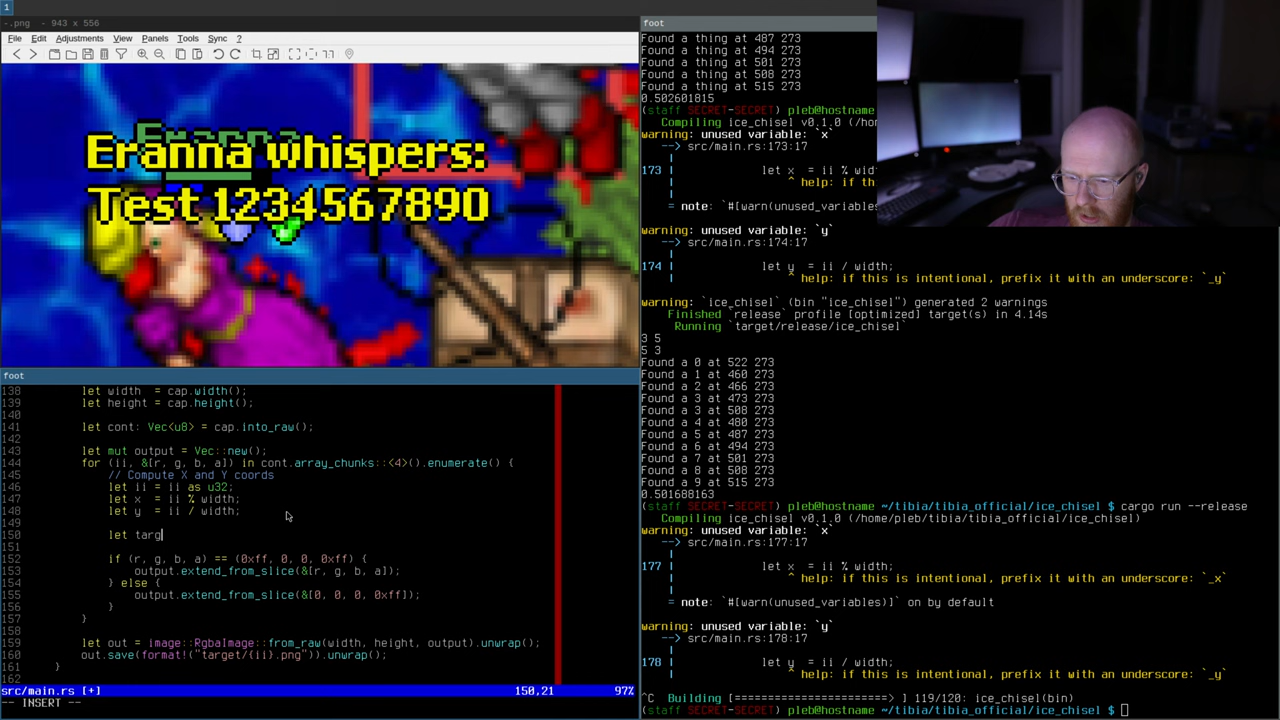 1
-.png - 943 x 556
File Edit Adjustments View Panels Tools Sync ?
Eranna
Eranna whispers:
Test 1234567890
foot
138 let width = cap.width();
139 let height = cap.height();
140
141 let cont: Vec<u8> = cap.into_raw();
142
143 let mut output = Vec::new();
144 for (ii, &[r, g, b, a]) in cont.array_chunks::<4>().enumerate() {
145 // Compute X and Y coords
146 let ii = ii as u32;
147 let x = ii % width;
148 let y = ii / width;
149
150 let targ
151
152 if (r, g, b, a) == (0xff, 0, 0, 0xff) {
153 output.extend_from_slice(&[r, g, b, a]);
154 } else {
155 output.extend_from_slice(&[0, 0, 0, 0xff]);
156 }
157 }
158
159 let out = image::RgbaImage::from_raw(width, height, output).unwrap();
160 out.save(format!("target/{ii}.png")).unwrap();
161 }
162
src/main.rs [+] 150,21 97%
-- INSERT --
foot
Found a thing at 487 273
Found a thing at 494 273
Found a thing at 501 273
Found a thing at 508 273
Found a thing at 515 273
0.502601815
(staff SECRET-SECRET) pleb@hostname
Compiling ice_chisel v0.1.0 (/hom
warning: unused variable: `x`
--> src/main.rs:173:17
|
173 | let x = ii % widt
| ^ help: if th
|
= note: `#[warn(unused_variables
warning: unused variable: `y`
--> src/main.rs:174:17
|
174 | let y = ii / width;
| ^ help: if this is intentional, prefix it with an underscore: `_y`
warning: `ice_chisel` (bin "ice_chisel") generated 2 warnings
Finished `release` profile [optimized] target(s) in 4.14s
Running `target/release/ice_chisel`
3 5
5 3
Found a 0 at 522 273
Found a 1 at 460 273
Found a 2 at 466 273
Found a 3 at 473 273
Found a 3 at 508 273
Found a 4 at 480 273
Found a 5 at 487 273
Found a 6 at 494 273
Found a 7 at 501 273
Found a 8 at 508 273
Found a 9 at 515 273
0.501688163
(staff SECRET-SECRET) pleb@hostname ~/tibia/tibia_official/ice_chisel $ cargo run --release
Compiling ice_chisel v0.1.0 (/home/pleb/tibia/tibia_official/ice_chisel)
warning: unused variable: `x`
--> src/main.rs:177:17
|
177 | let x = ii % width;
| ^ help: if this is intentional, prefix it with an underscore: `_x`
|
= note: `#[warn(unused_variables)]` on by default
warning: unused variable: `y`
--> src/main.rs:178:17
|
178 | let y = ii / width;
| ^ help: if this is intentional, prefix it with an underscore: `_y`
^C Building [=======================> ] 119/120: ice_chisel(bin)
(staff SECRET-SECRET) pleb@hostname ~/tibia/tibia_official/ice_chisel $